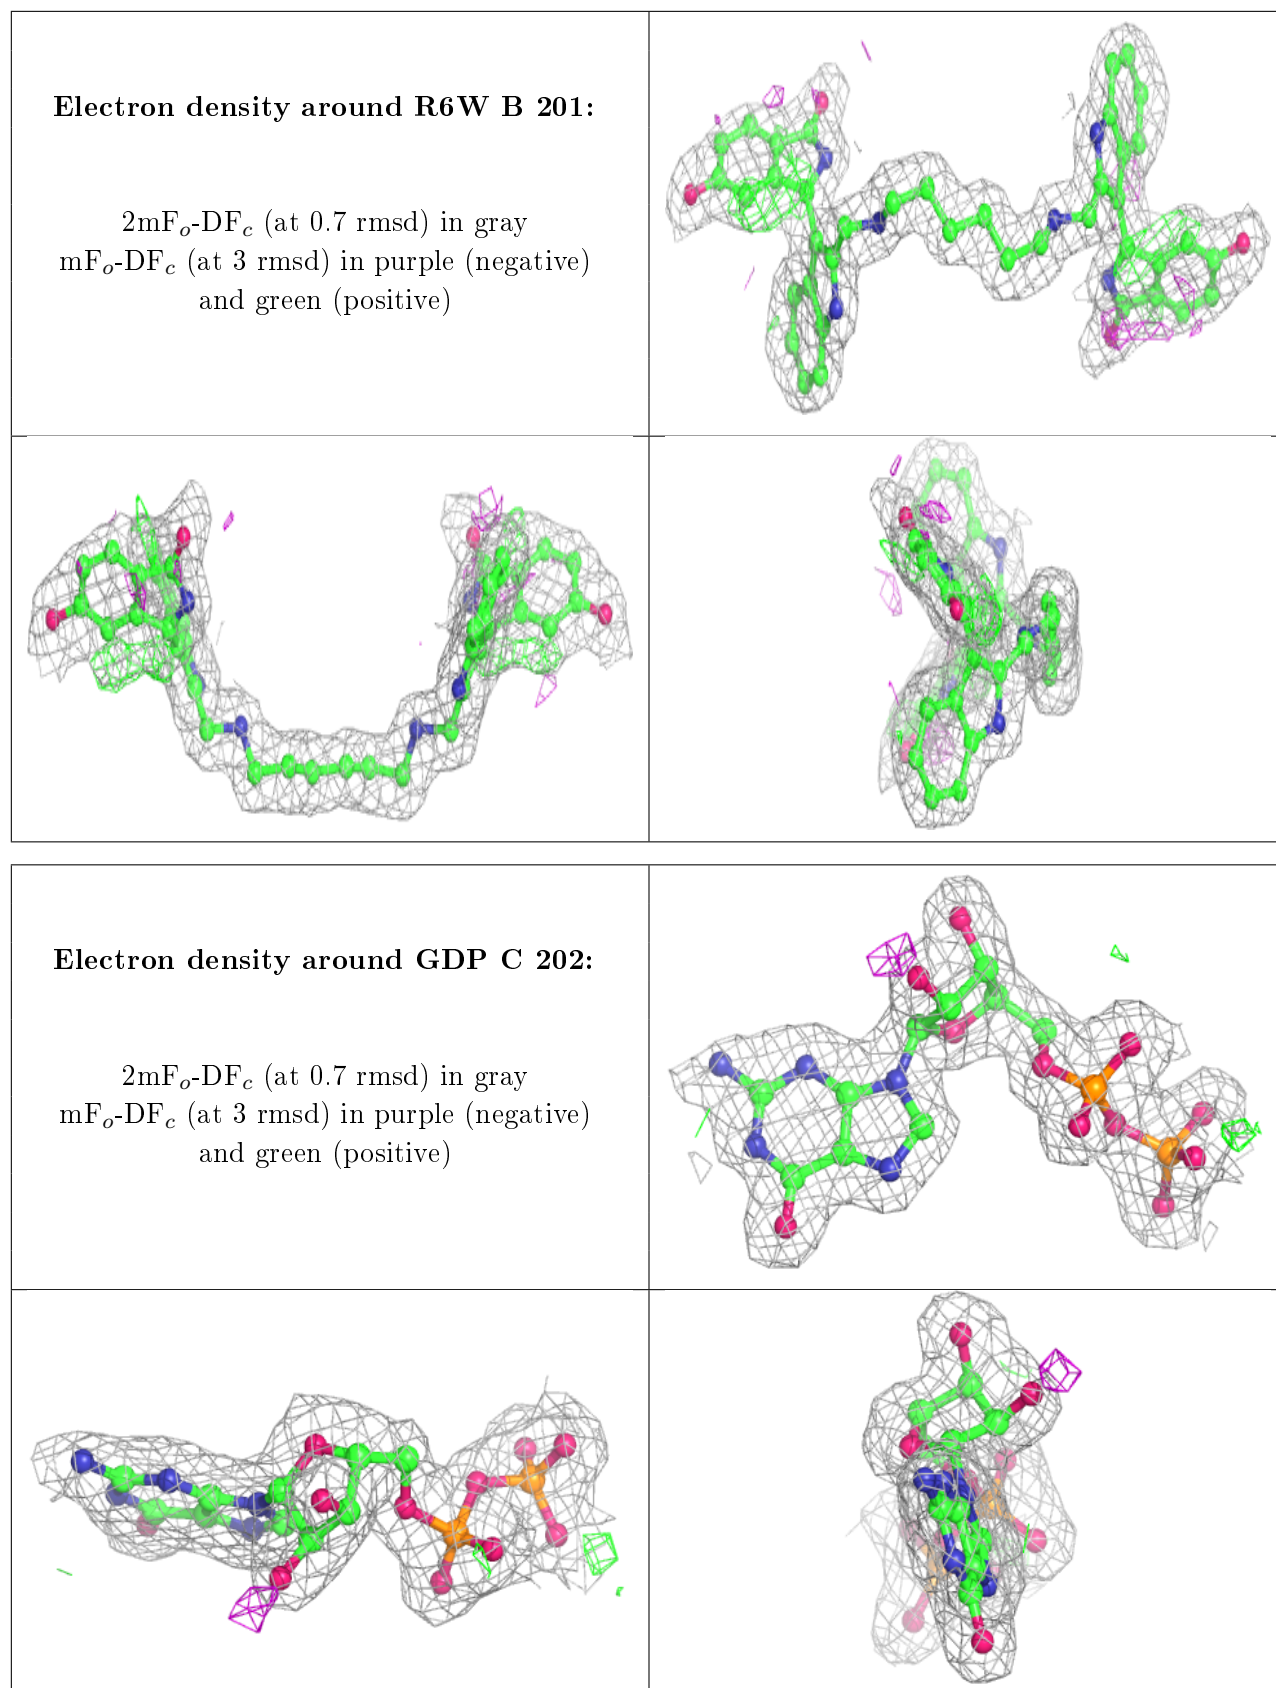 Electron density around R6W B 201:
2mFₒ-DF𝒸 (at 0.7 rmsd) in gray
mFₒ-DF𝒸 (at 3 rmsd) in purple (negative)
and green (positive)
Electron density around GDP C 202:
2mFₒ-DF𝒸 (at 0.7 rmsd) in gray
mFₒ-DF𝒸 (at 3 rmsd) in purple (negative)
and green (positive)